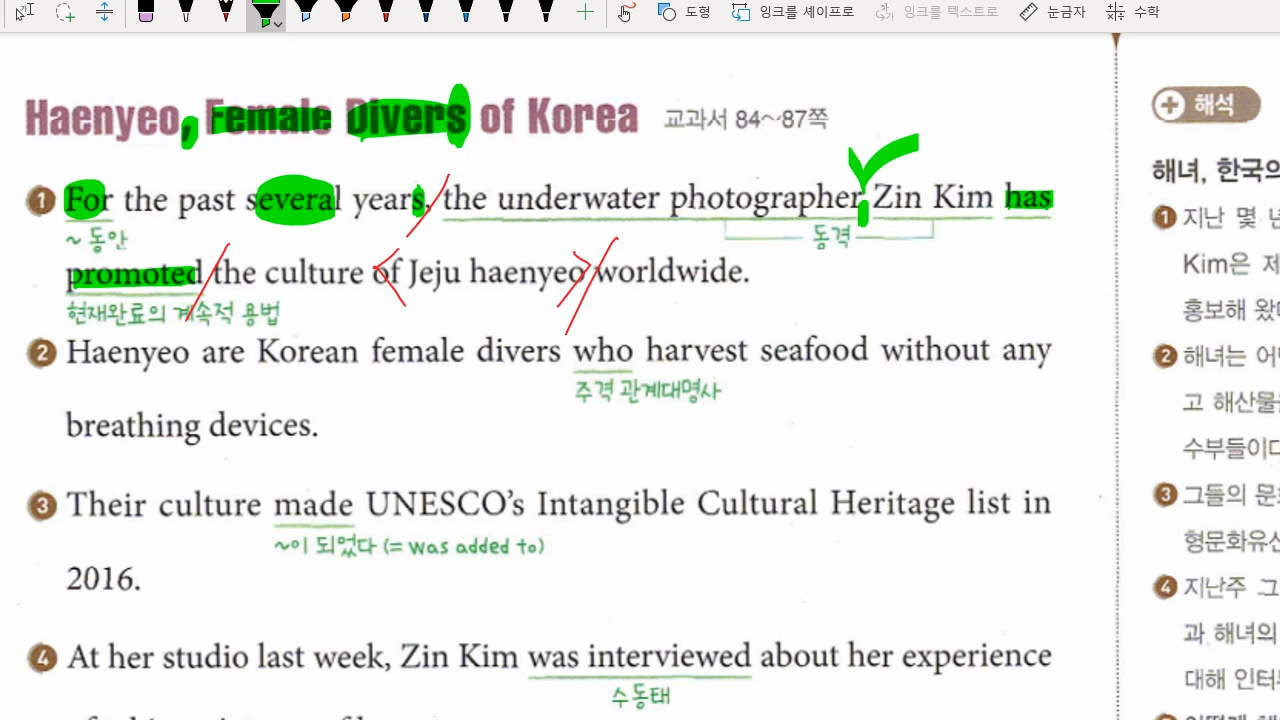 도형 잉크를 셰이프로 잉크를 텍스트로 눈금자 수학
Haenyeo, Female Divers of Korea 교과서 84~87쪽
1 For the past several years, the underwater photographer, Zin Kim has
~ 동안 동격
promoted the culture of Jeju haenyeo worldwide.
현재완료의 계속적 용법
2 Haenyeo are Korean female divers who harvest seafood without any
주격 관계대명사
breathing devices.
3 Their culture made UNESCO's Intangible Cultural Heritage list in
~이 되었다 (= was added to)
2016.
4 At her studio last week, Zin Kim was interviewed about her experience
수동태
해석
해녀, 한국의
1 지난 몇 년
Kim은 제
홍보해 왔다
2 해녀는 어
고 해산물
수부들이다
3 그들의 문
형문화유산
4 지난주 그
과 해녀의
대해 인터